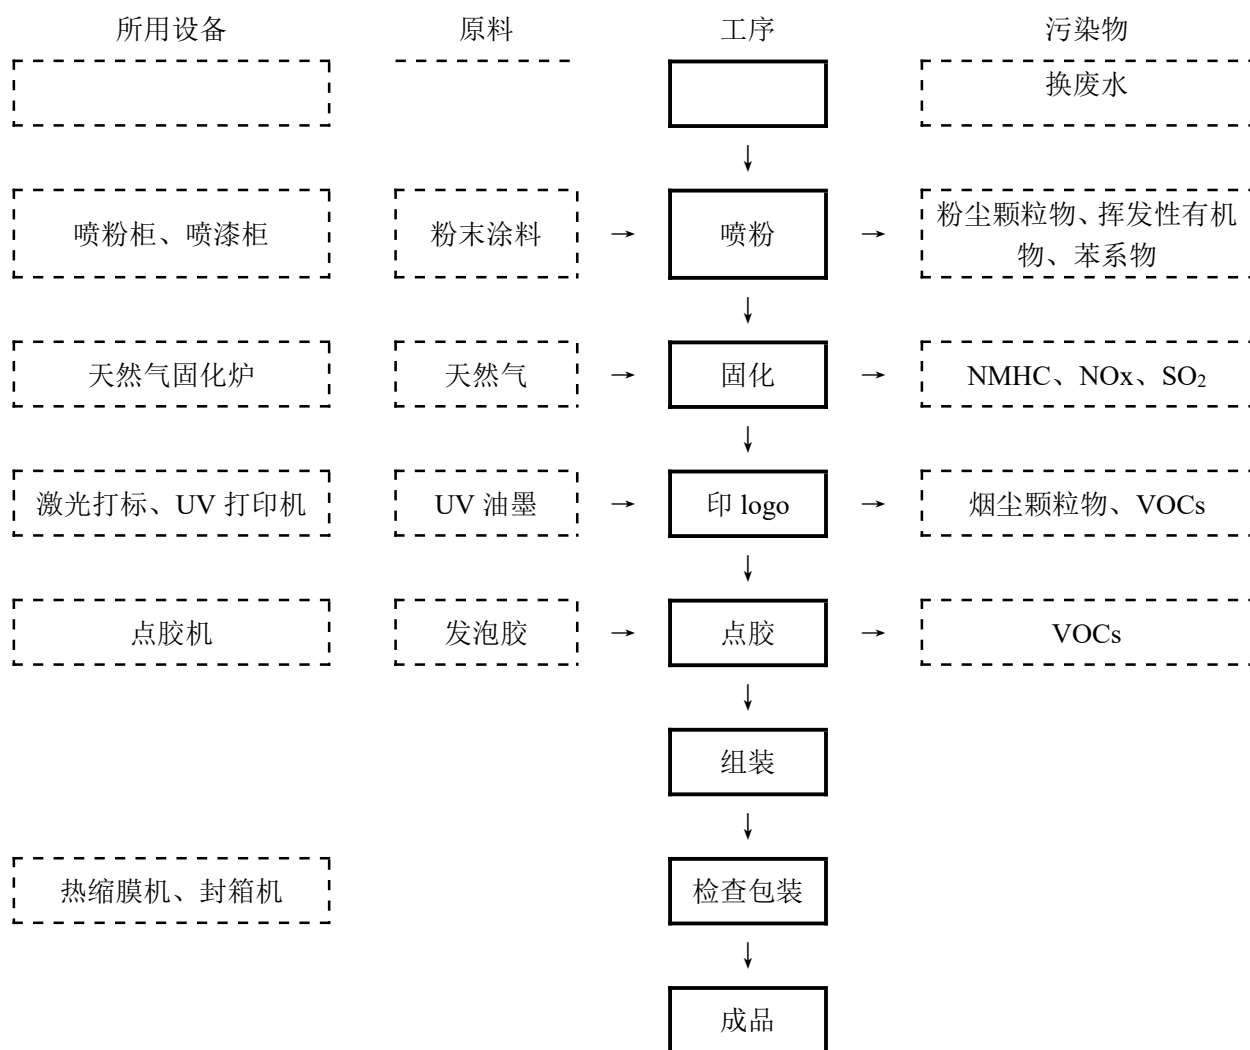 所用设备 原料 工序 污染物
换废水
喷粉柜、喷漆柜 粉末涂料 → 喷粉 → 粉尘颗粒物、挥发性有机
物、苯系物
天然气固化炉 天然气 → 固化 → NMHC、NOx、SO₂
激光打标、UV 打印机 UV 油墨 → 印 logo → 烟尘颗粒物、VOCs
点胶机 发泡胶 → 点胶 → VOCs
组装
热缩膜机、封箱机 检查包装
成品